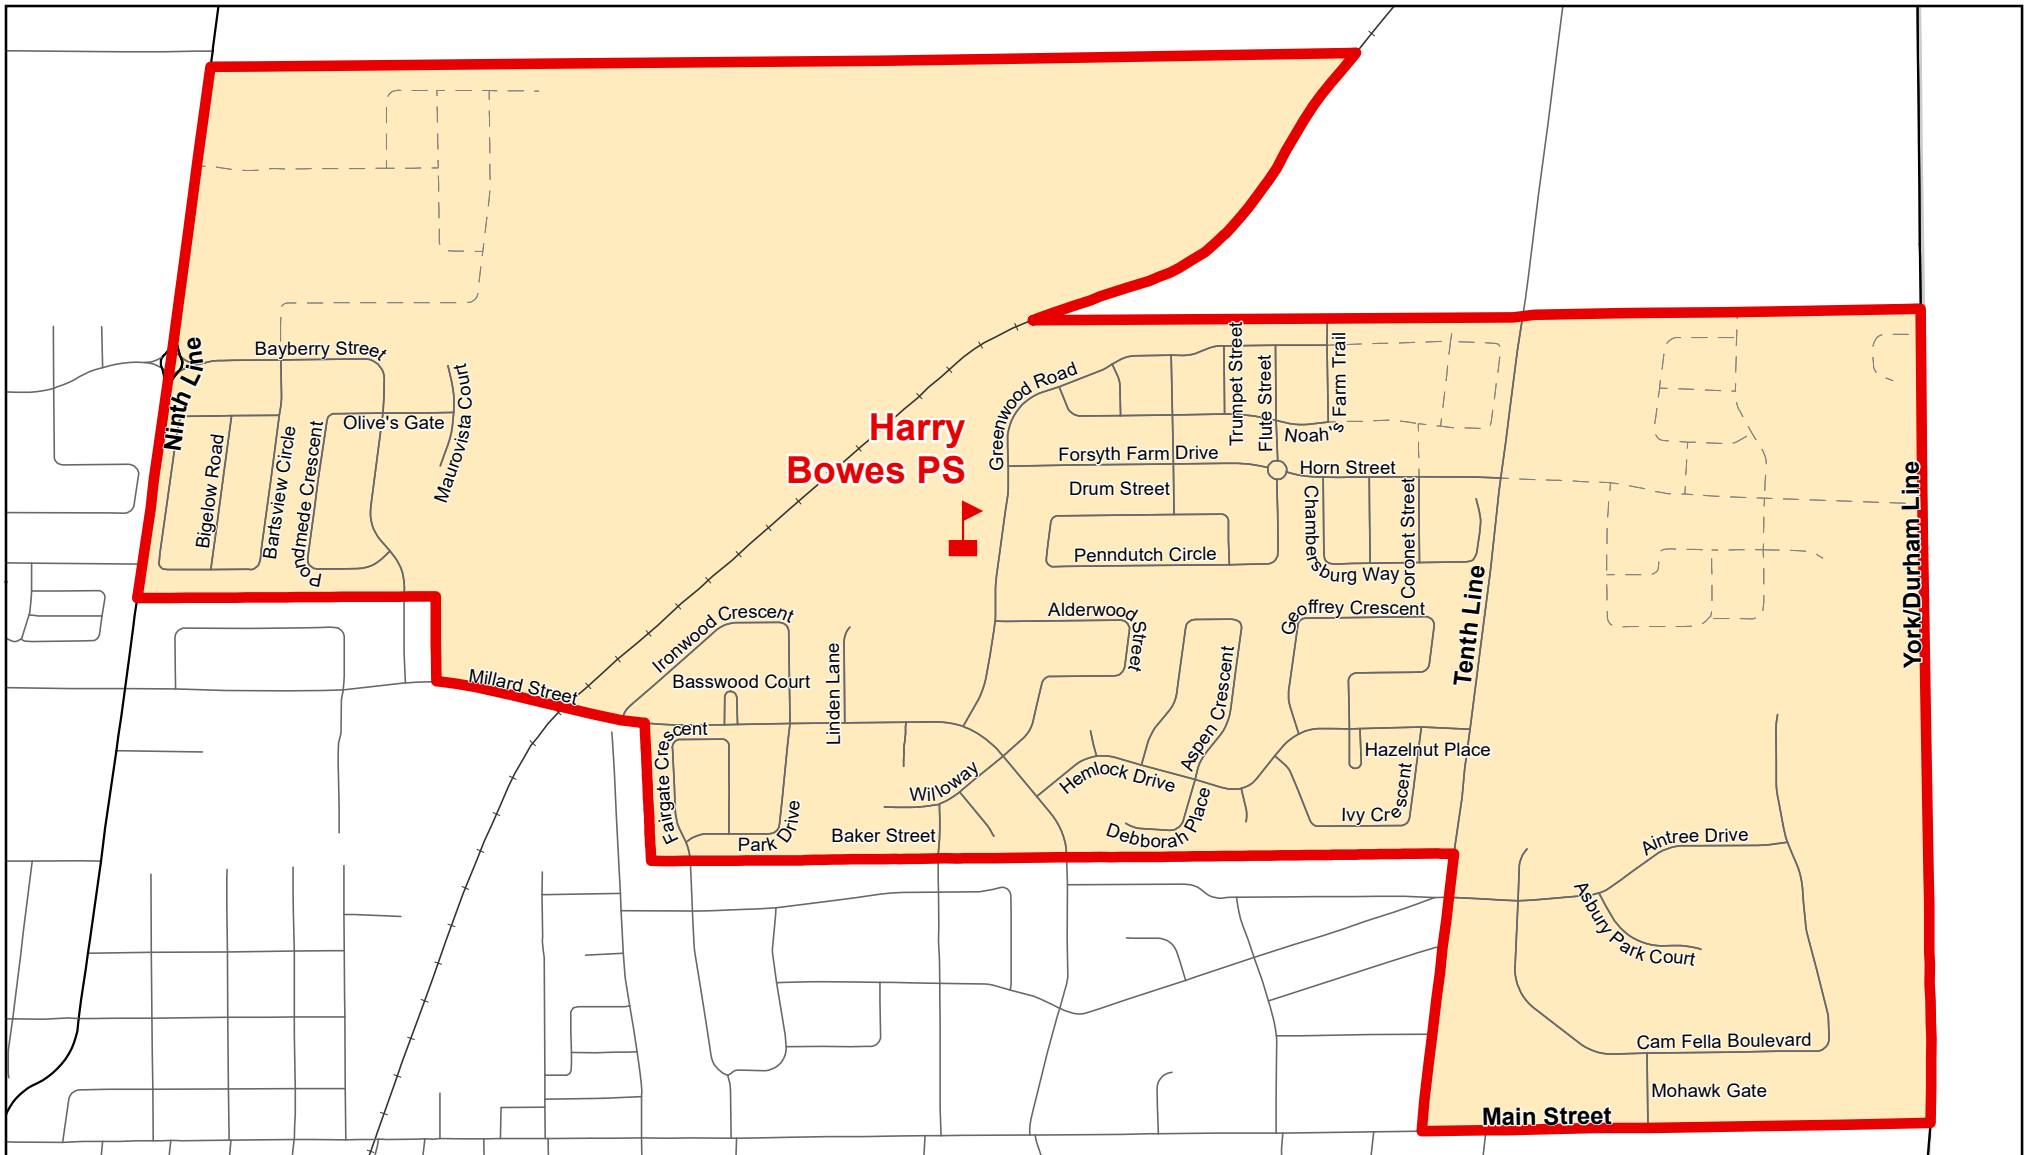 Ninth Line
Bayberry Street
Maurovista Court
Olive's Gate
Bigelow Road
Bartsview Circle
Pondmede Crescent
Harry
Bowes PS
Greenwood Road
Trumpet Street
Flute Street
Noah's Farm Trail
Forsyth Farm Drive
Horn Street
Drum Street
Chambersburg Way
Coronet Street
Penndutch Circle
York/Durham Line
Tenth Line
Ironwood Crescent
Alderwood Street
Geoffrey Crescent
Millard Street
Basswood Court
Linden Lane
Aspen Crescent
Fairgate Crescent
Hazelnut Place
Willoway
Hemlock Drive
Ivy Crescent
Park Drive
Baker Street
Debborah Place
Aintree Drive
Asbury Park Court
Cam Fella Boulevard
Mohawk Gate
Main Street